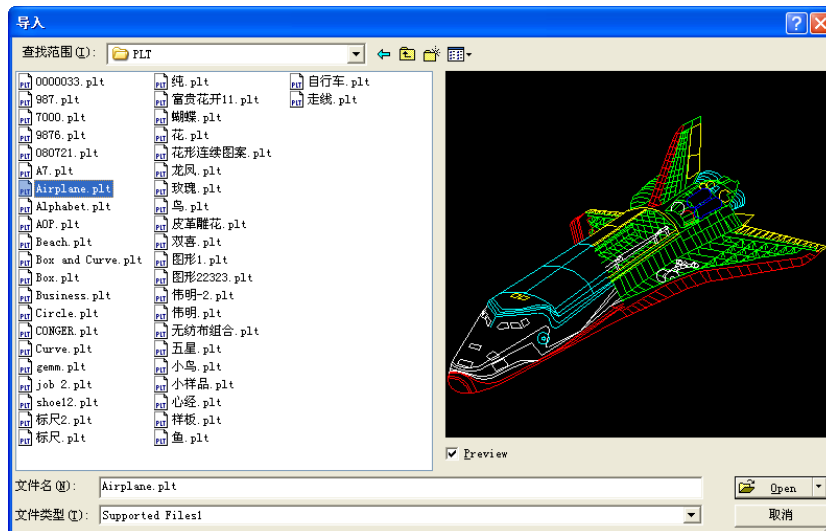 导入
查找范围(I): PLT
0000033.plt
987.plt
7000.plt
9876.plt
080721.plt
A7.plt
Airplane.plt
Alphabet.plt
AOP.plt
Beach.plt
Box and Curve.plt
Box.plt
Business.plt
Circle.plt
CONGER.plt
Curve.plt
gemm.plt
job 2.plt
shoe12.plt
标尺2.plt
标尺.plt
纯.plt
富贵花开11.plt
蝴蝶.plt
花.plt
花形连续图案.plt
龙凤.plt
玫瑰.plt
鸟.plt
皮革雕花.plt
双喜.plt
图形1.plt
图形22323.plt
伟明-2.plt
伟明.plt
无纺布组合.plt
五星.plt
小鸟.plt
小样品.plt
心经.plt
样板.plt
鱼.plt
自行车.plt
走线.plt
Preview
文件名(N): Airplane.plt
Open
文件类型(T): Supported Files1
取消